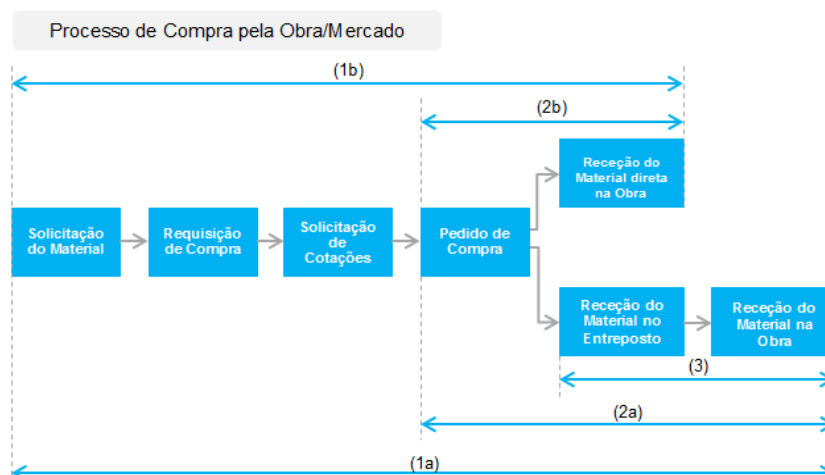 Processo de Compra pela Obra/Mercado
(1b)
(2b)
Receção do
Material direta
na Obra
Solicitação
do Material
Requisição
de Compra
Solicitação
de
Cotações
Pedido de
Compra
Receção do
Material no
Entreposto
Receção do
Material na
Obra
(3)
(2a)
(1a)